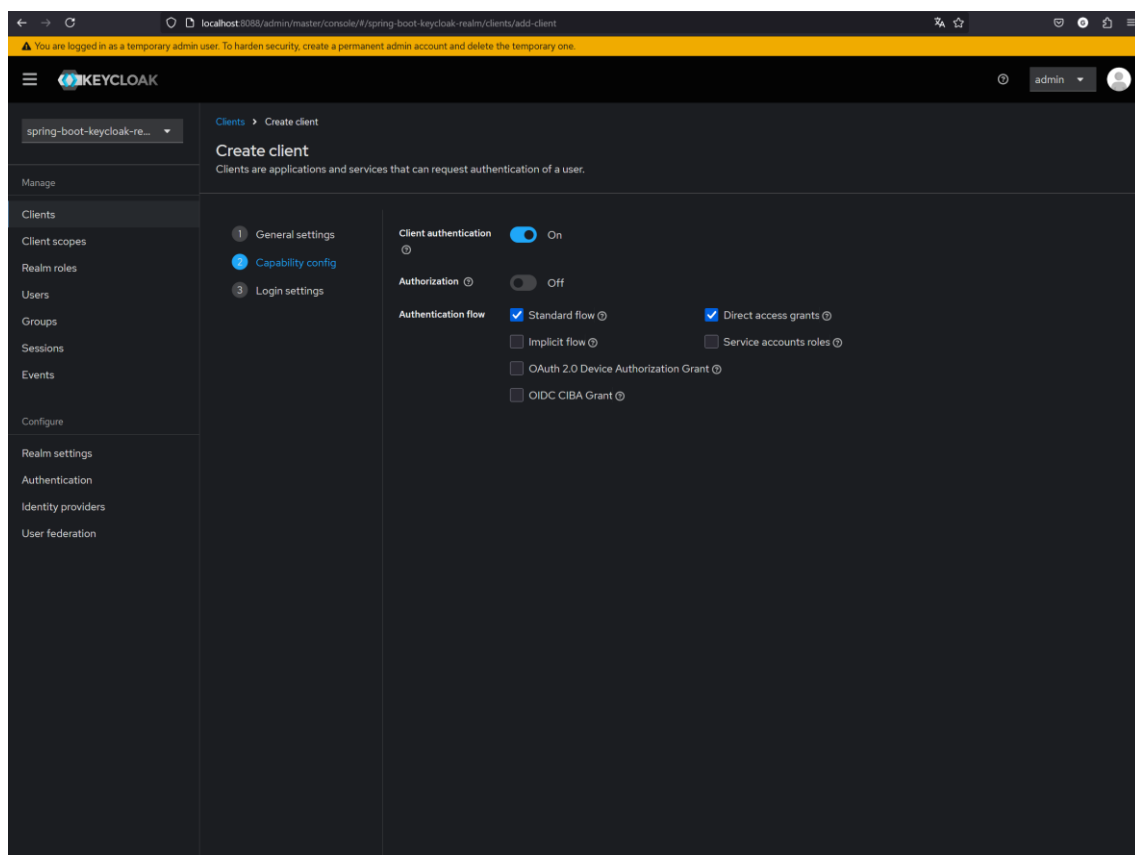 localhost:8088/admin/master/console/#/spring-boot-keycloak-realm/clients/add-client
You are logged in as a temporary admin user. To harden security, create a permanent admin account and delete the temporary one.
KEYCLOAK
admin
spring-boot-keycloak-re...
Manage
Clients
Client scopes
Realm roles
Users
Groups
Sessions
Events
Configure
Realm settings
Authentication
Identity providers
User federation
Clients > Create client
Create client
Clients are applications and services that can request authentication of a user.
1 General settings
2 Capability config
3 Login settings
Client authentication On
Authorization Off
Authentication flow
Standard flow Direct access grants
Implicit flow Service accounts roles
OAuth 2.0 Device Authorization Grant
OIDC CIBA Grant